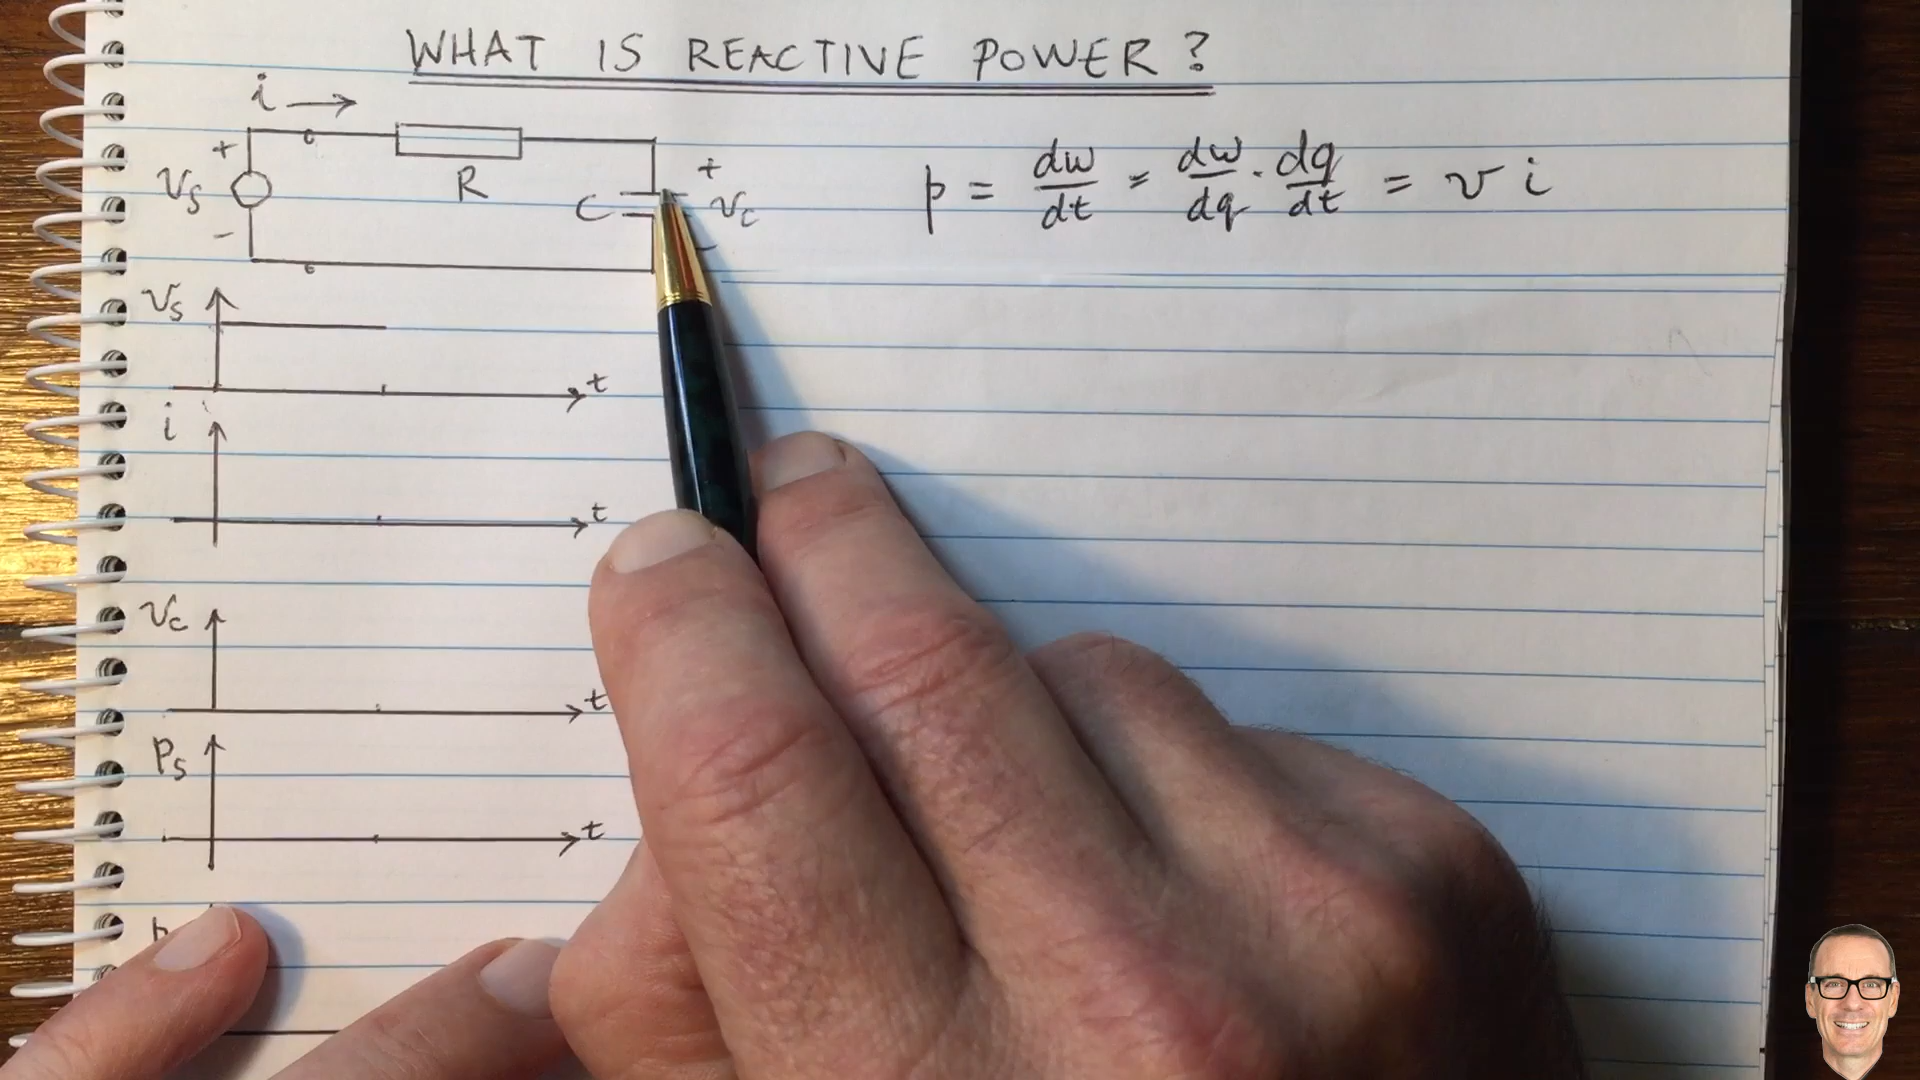 WHAT IS REACTIVE POWER?
i
+
Vs
-
R
C
+
vc
-
p = dw/dt = dw/dq · dq/dt = v i
Vs
t
i
t
vc
t
Ps
t